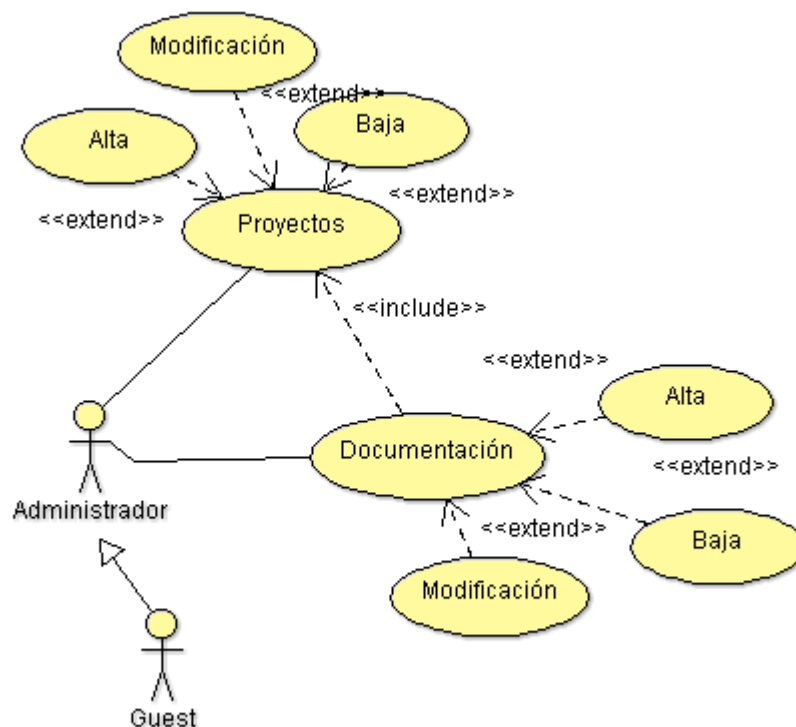 Modificación
<<extend>>
Baja
Alta
<<extend>>
<<extend>>
Proyectos
<<include>>
<<extend>>
Alta
Documentación
<<extend>>
<<extend>>
Baja
Modificación
Administrador
Guest